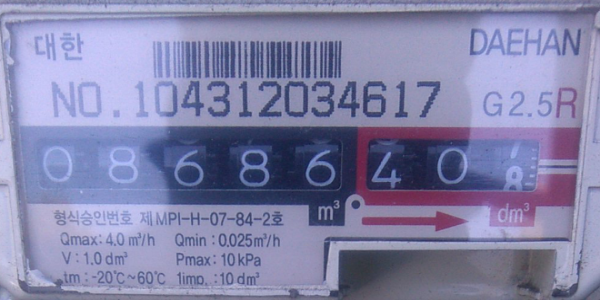 대한
DAEHAN
NO.104312034617
G2.5R
08686 40
m³
dm³
형식승인번호 제MPI-H-07-84-2호
Qmax: 4.0 m³/h Qmin : 0.025m³/h
V : 1.0 dm³ Pmax: 10 kPa
tm : -20℃~60℃ 1imp. : 10 dm³